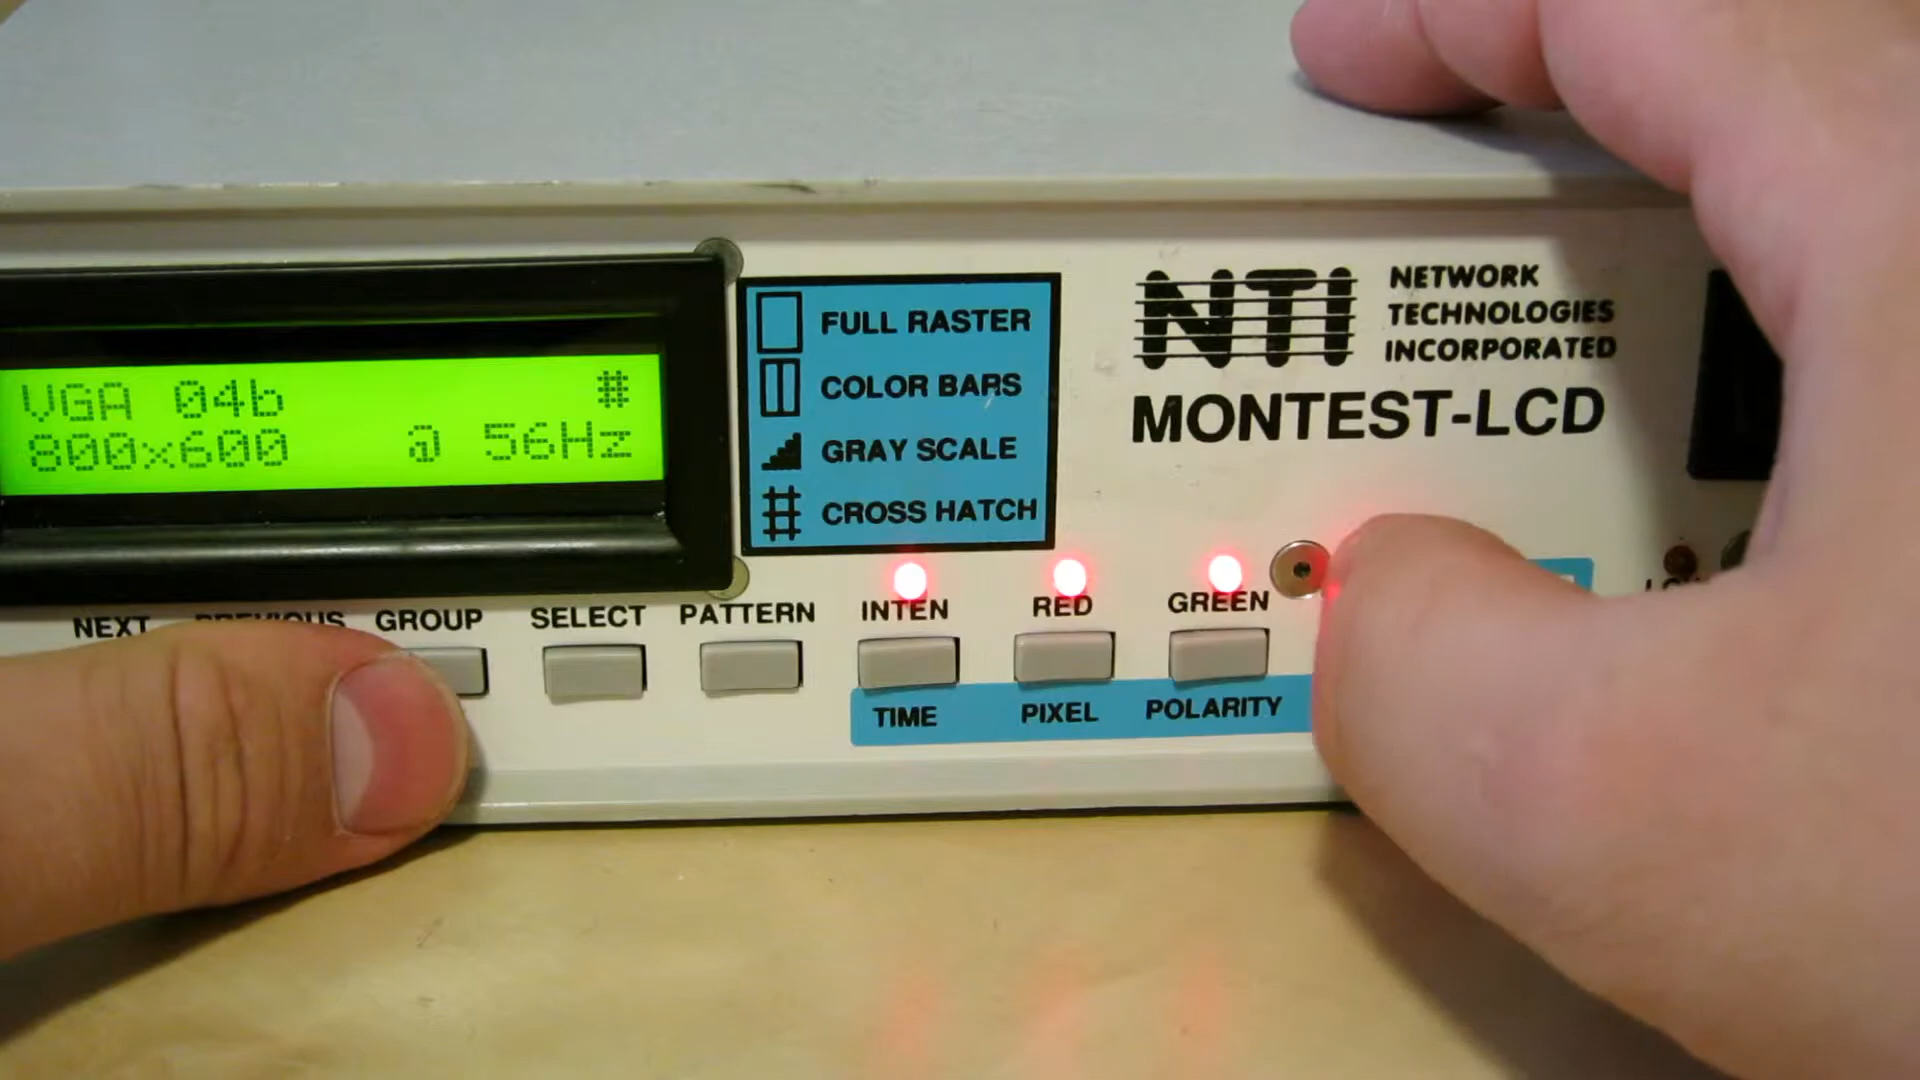 VGA 04b #
800x600 @ 56Hz
FULL RASTER
COLOR BARS
GRAY SCALE
CROSS HATCH
NTI
NETWORK
TECHNOLOGIES
INCORPORATED
MONTEST-LCD
NEXT PREVIOUS GROUP SELECT PATTERN INTEN RED GREEN
TIME PIXEL POLARITY